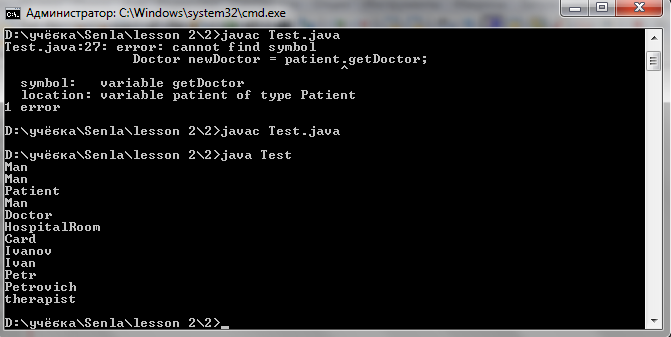 Администратор: C:\Windows\system32\cmd.exe
D:\учёбка\Senla\lesson 2\2>javac Test.java
Test.java:27: error: cannot find symbol
                Doctor newDoctor = patient.getDoctor;
                                          ^
  symbol:   variable getDoctor
  location: variable patient of type Patient
1 error
D:\учёбка\Senla\lesson 2\2>javac Test.java
D:\учёбка\Senla\lesson 2\2>java Test
Man
Man
Patient
Man
Doctor
HospitalRoom
Card
Ivanov
Ivan
Petr
Petrovich
therapist
D:\учёбка\Senla\lesson 2\2>_